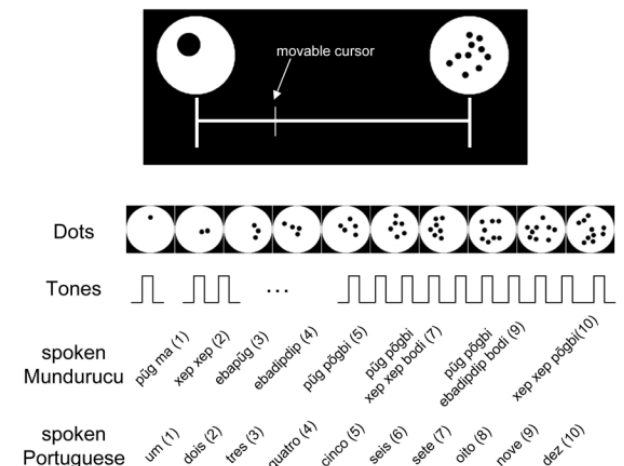 movable cursor
Dots
Tones
...
spoken
Mundurucu
pũg ma (1)
xep xep (2)
ebapũg (3)
ebadipdip (4)
pũg põgbi (5)
pũg põgbi
xep xep bodi (7)
pũg põgbi
ebadipdip bodi (9)
xep xep põgbi(10)
spoken
Portuguese
um (1)
dois (2)
tres (3)
quatro (4)
cinco (5)
seis (6)
sete (7)
oito (8)
nove (9)
dez (10)